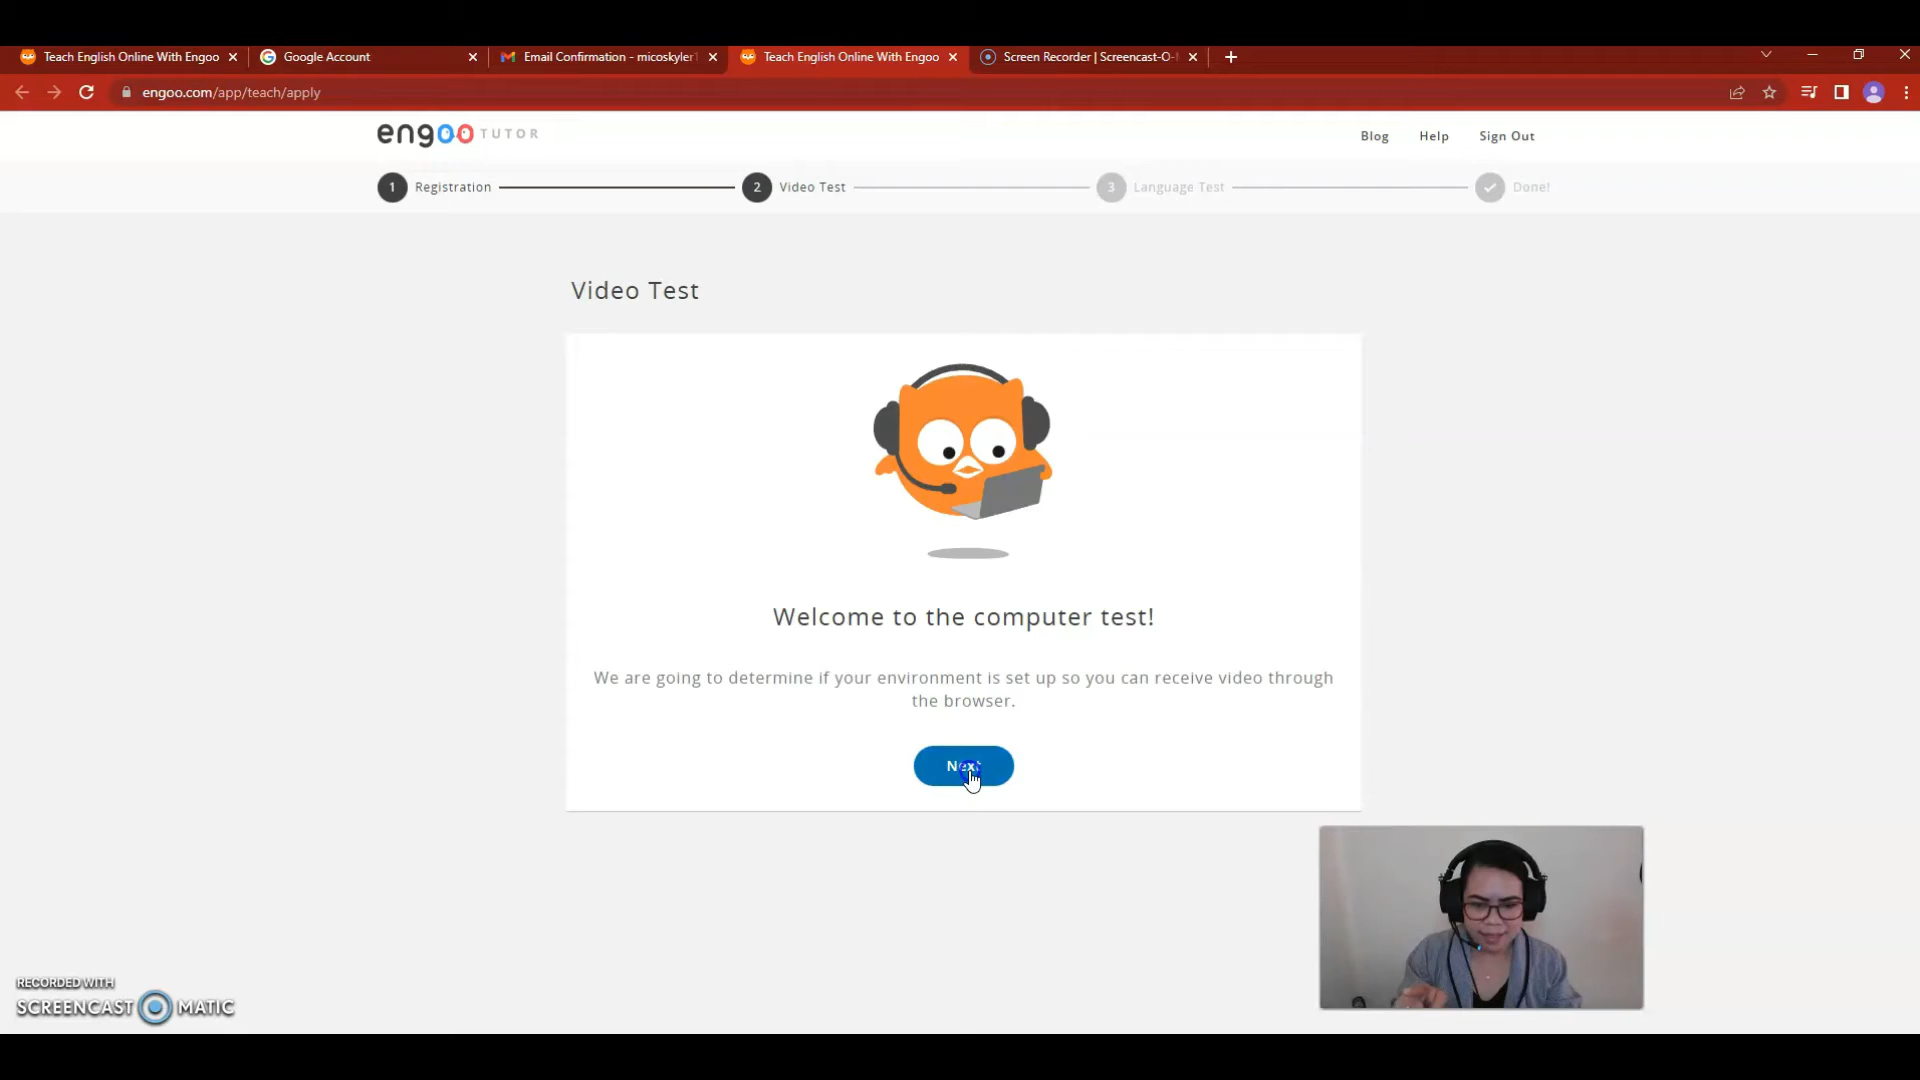 Teach English Online With Engoo
Google Account
Email Confirmation - micoskyler1
Teach English Online With Engoo
Screen Recorder | Screencast-O-
engoo.com/app/teach/apply
engoo TUTOR
Blog
Help
Sign Out
1 Registration
2 Video Test
3 Language Test
Done!
Video Test
Welcome to the computer test!
We are going to determine if your environment is set up so you can receive video through
the browser.
Next
RECORDED WITH
SCREENCAST MATIC